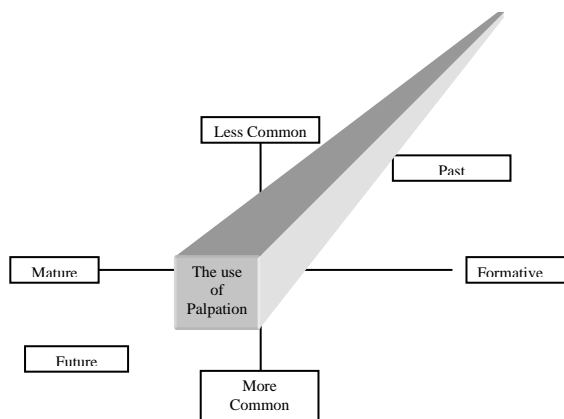 Less Common
Past
Mature
The use
of
Palpation
Formative
Future
More
Common